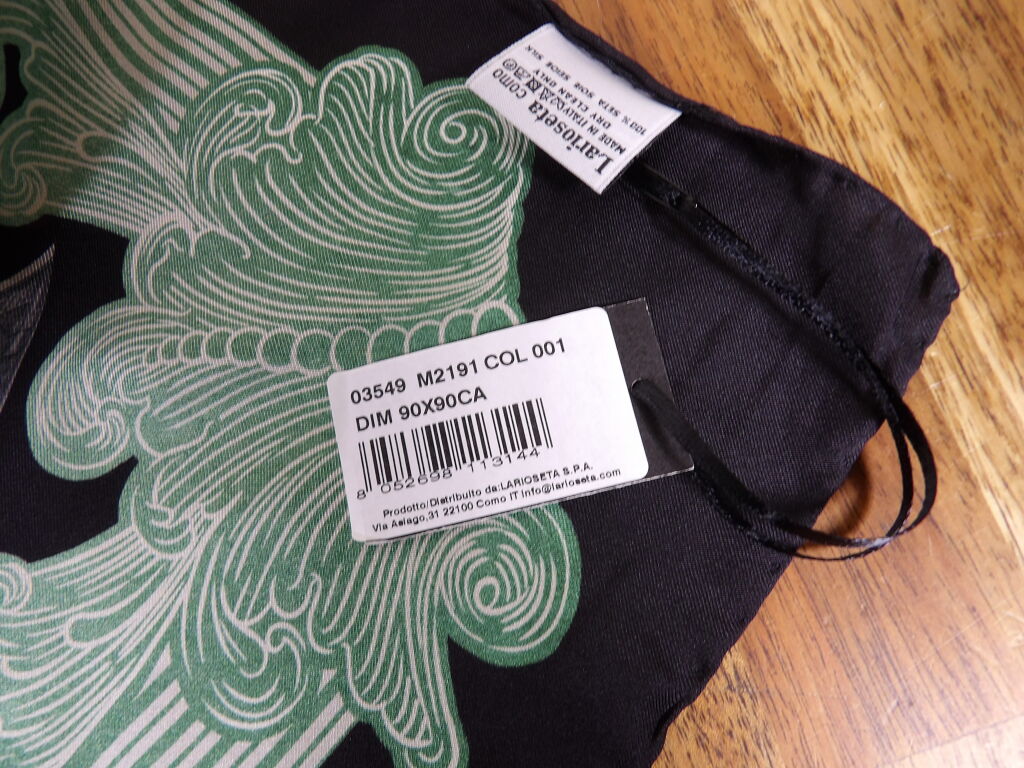 Larioseta como
MADE IN ITALY
DRY CLEAN ONLY
100% SETA SOIE SEIDE SILK
03549 M2191 COL 001
DIM 90X90CA
8 052698 113144
Prodotto/Distribuito da:LARIOSETA S.P.A.
Via Asiago,31 22100 Como IT info@larioseta.com